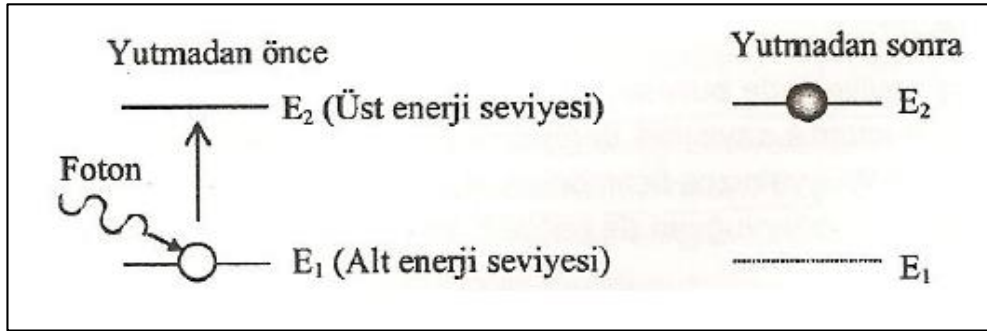 Yutmadan önce
E₂ (Üst enerji seviyesi)
Foton
E₁ (Alt enerji seviyesi)
Yutmadan sonra
E₂
E₁